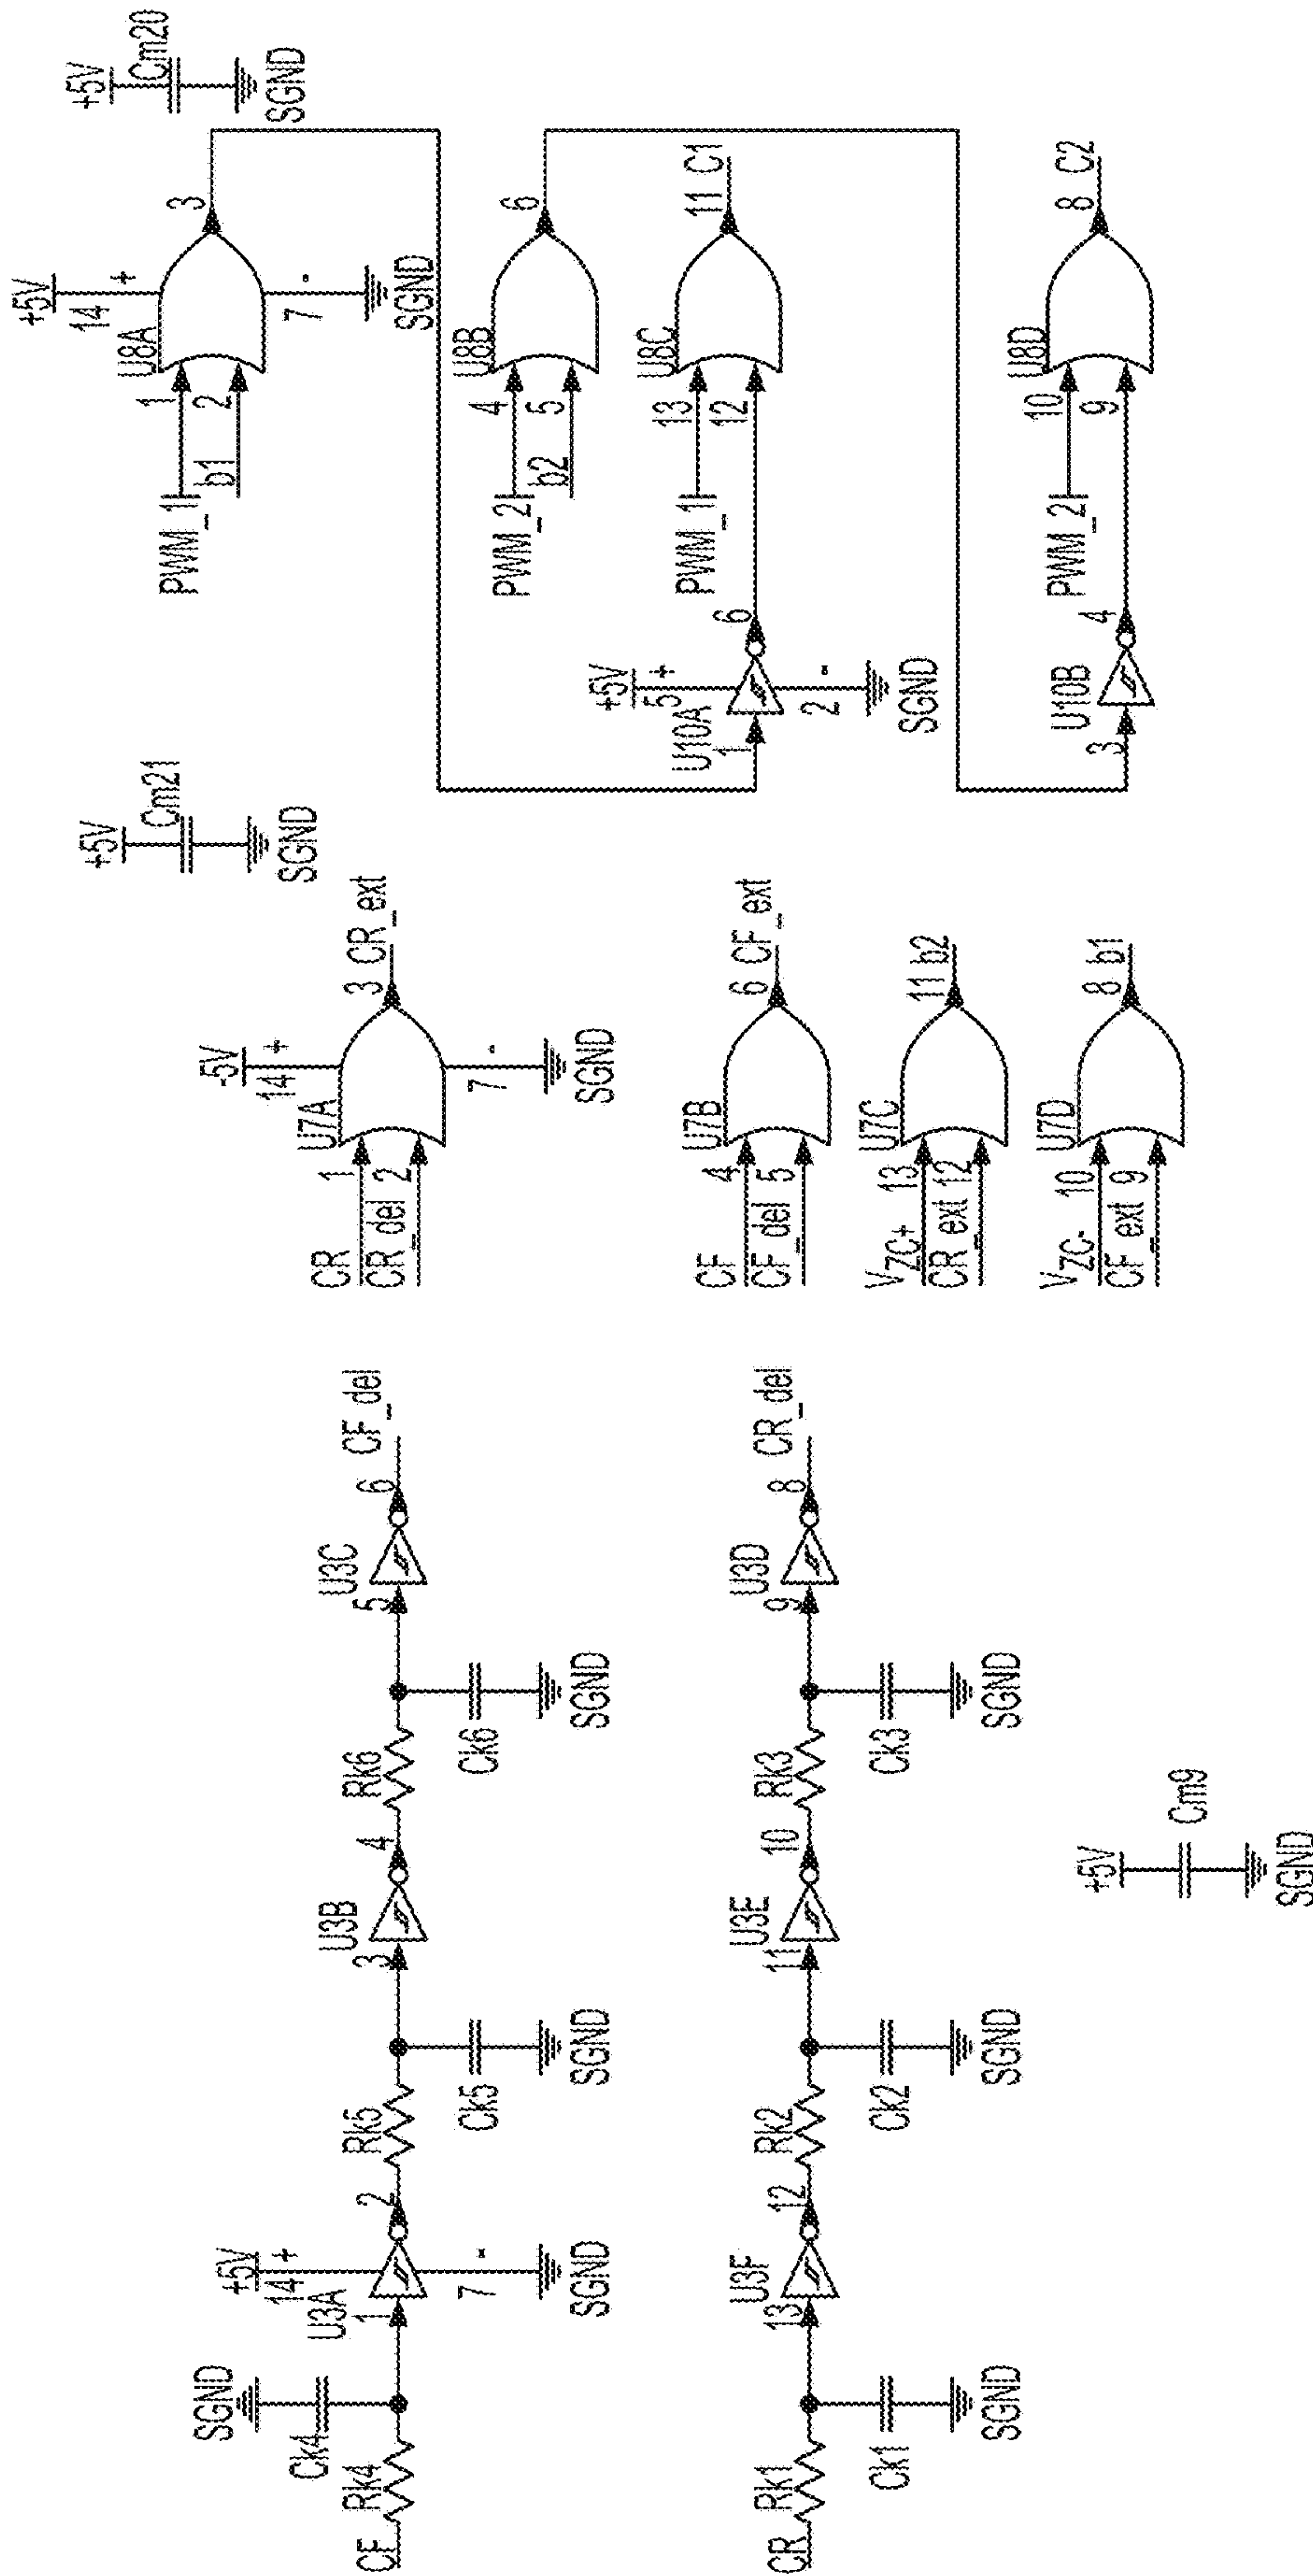 CF
Rk4
Ck4
SGND
1
U3A
14
+
+5V
7
-
SGND
2
Rk5
Ck5
SGND
3
U3B
4
Rk6
Ck6
SGND
5
U3C
6
CF_del
CR
Rk1
Ck1
SGND
13
U3F
12
Rk2
Ck2
SGND
11
U3E
10
Rk3
Ck3
SGND
9
U3D
8
CR_del
+5V
Cm9
SGND
CR
1
CR_del 2
U7A
14
+
-5V
7
-
SGND
3 CR_ext
+5V
Cm21
SGND
CF
4
CF_del 5
U7B
6 CF_ext
VZC+ 13
CR_ext 12
U7C
11 b2
VZC- 10
CF_ext 9
U7D
8 b1
PWM_1
1
b1
2
U8A
14
+
+5V
7
-
SGND
3
+5V
Cm20
SGND
PWM_2
4
b2
5
U8B
6
PWM_1
13
12
U8C
11 C1
1
U10A
5
+
+5V
2
-
SGND
6
PWM_2
10
9
U8D
8 C2
3
U10B
4